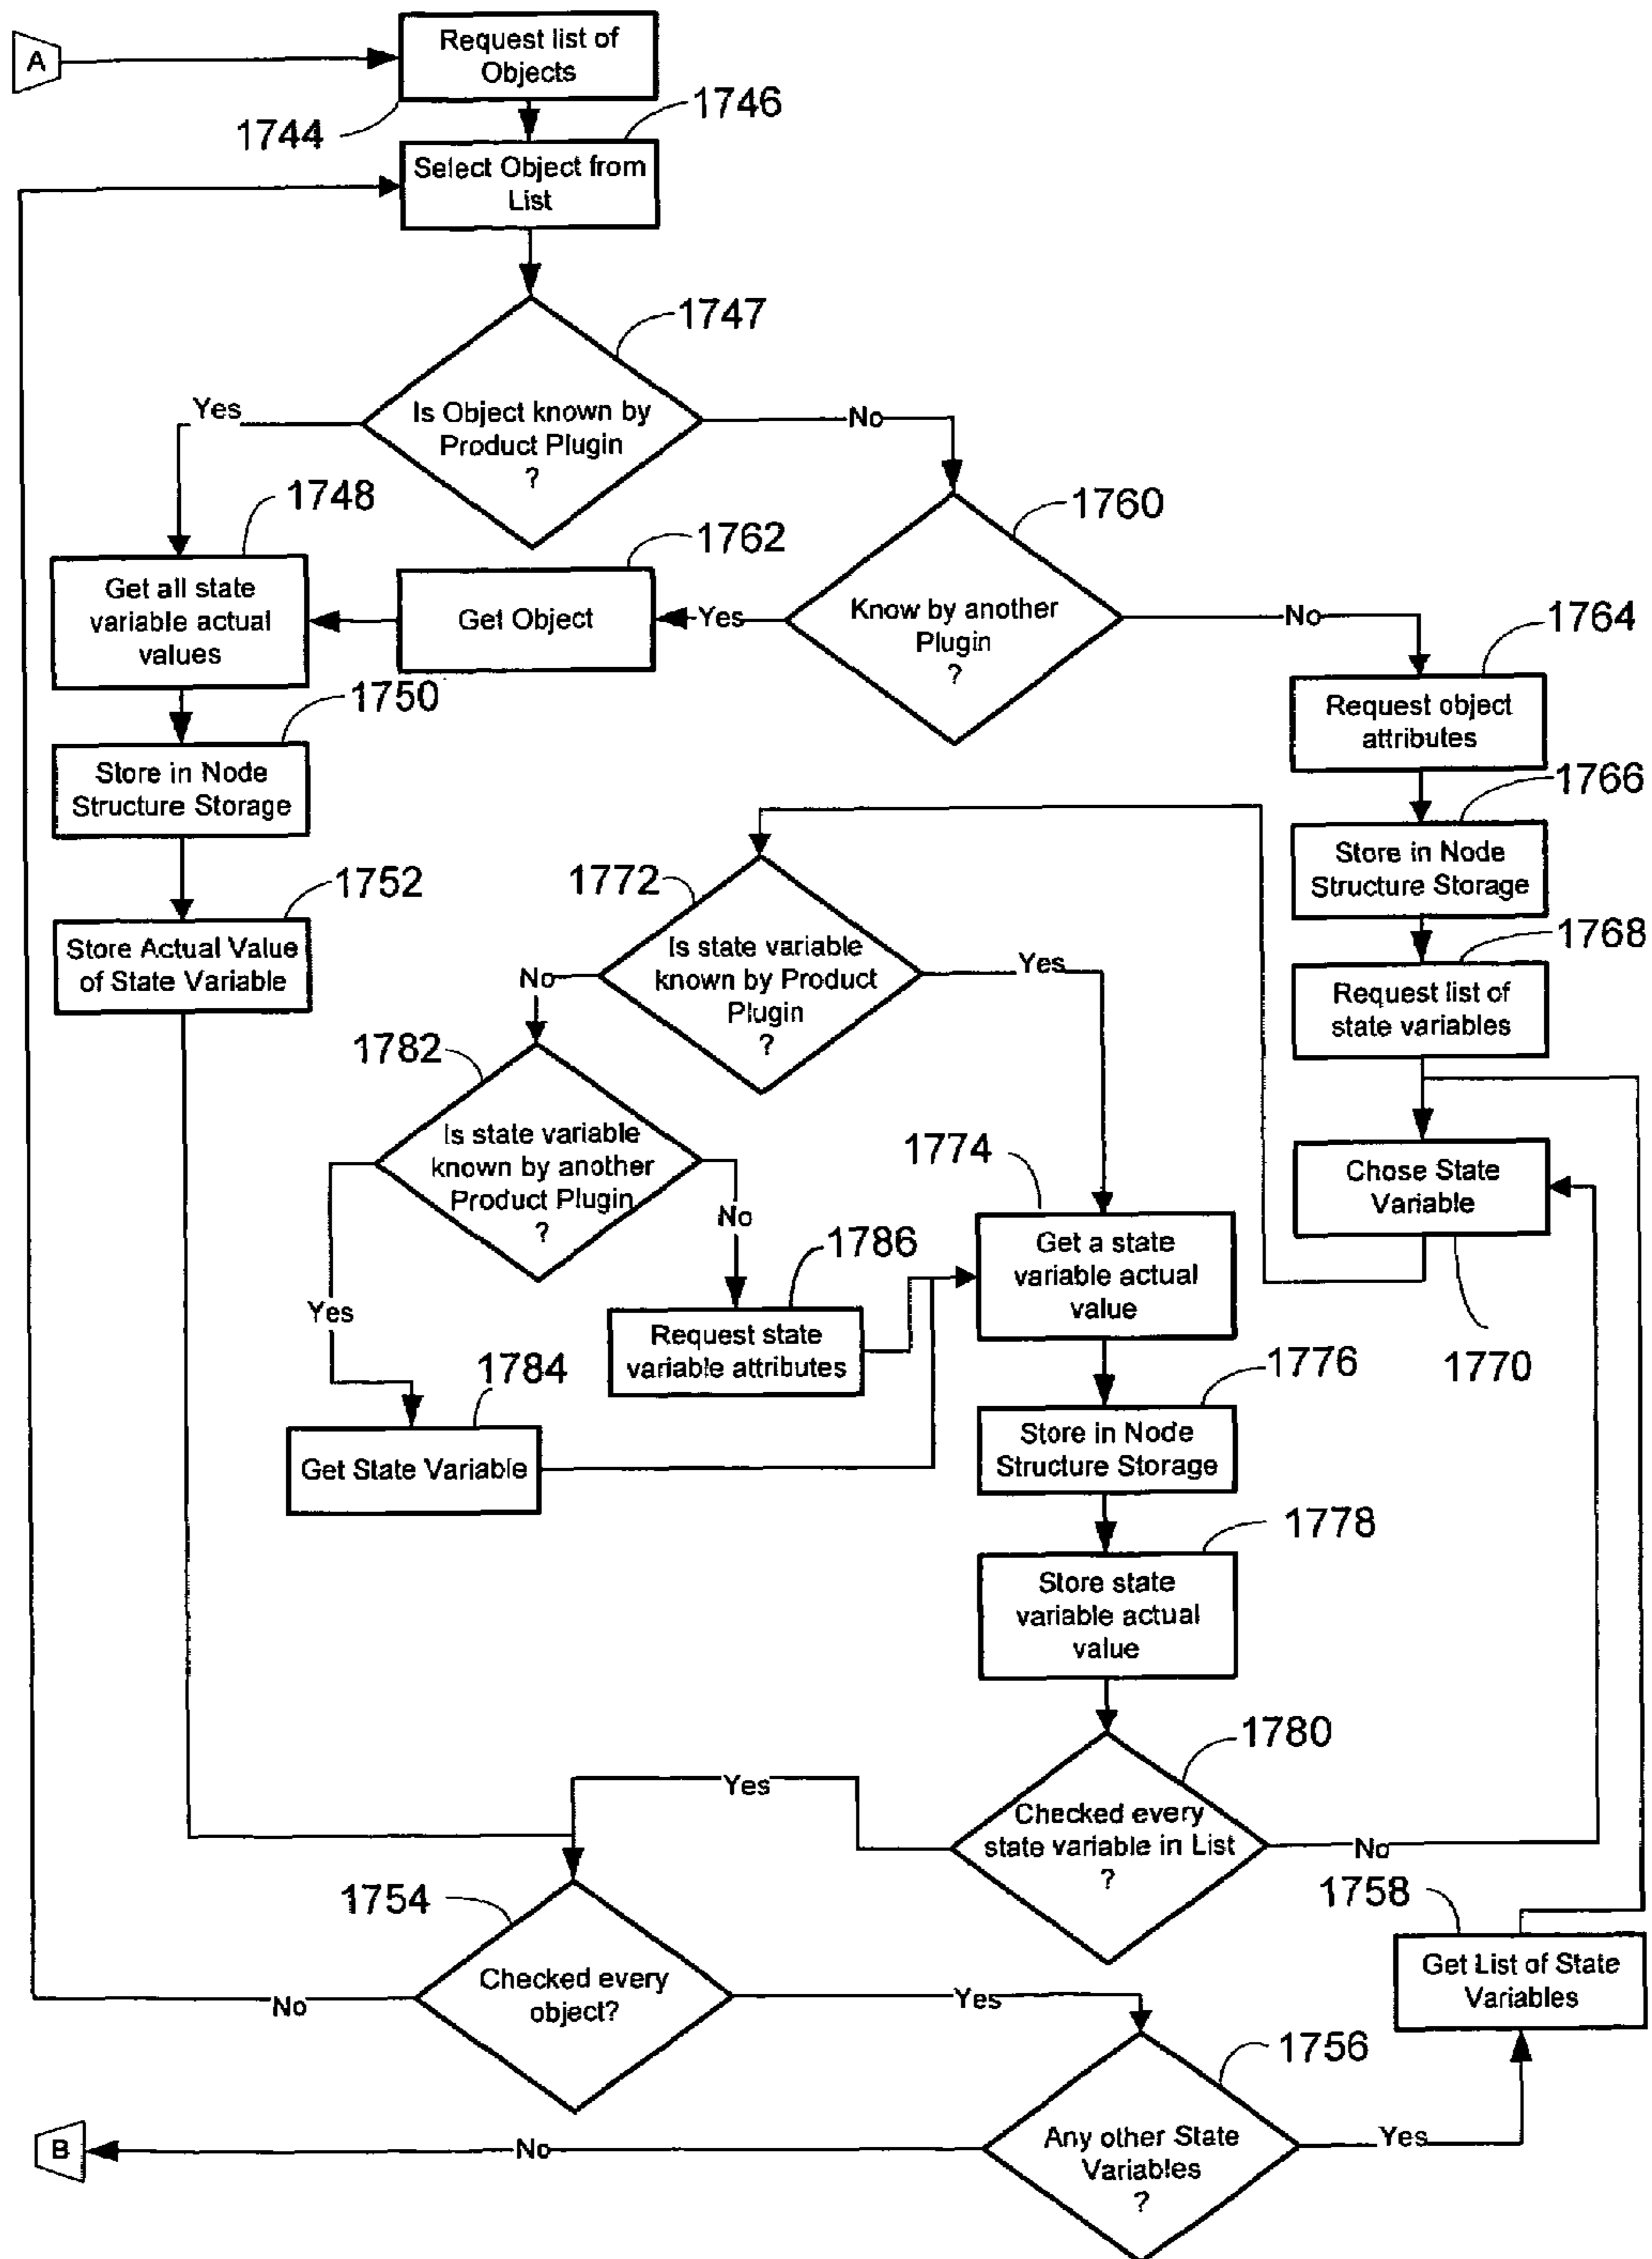 A
Request list of
Objects
1744
1746
Select Object from
List
1747
Is Object known by
Product Plugin
?
Yes
No
1748
Get all state
variable actual
values
1762
Get Object
Yes
1760
Know by another
Plugin
?
No
1764
Request object
attributes
1750
Store in Node
Structure Storage
1766
Store in Node
Structure Storage
1752
Store Actual Value
of State Variable
1772
Is state variable
known by Product
Plugin
?
No
Yes
1768
Request list of
state variables
1782
Is state variable
known by another
Product Plugin
?
Yes
No
1774
Get a state
variable actual
value
Chose State
Variable
1770
1786
Request state
variable attributes
1784
Get State Variable
1776
Store in Node
Structure Storage
1778
Store state
variable actual
value
1780
Checked every
state variable in List
?
Yes
No
1754
Checked every
object?
No
Yes
1758
Get List of State
Variables
1756
Any other State
Variables
?
Yes
No
B